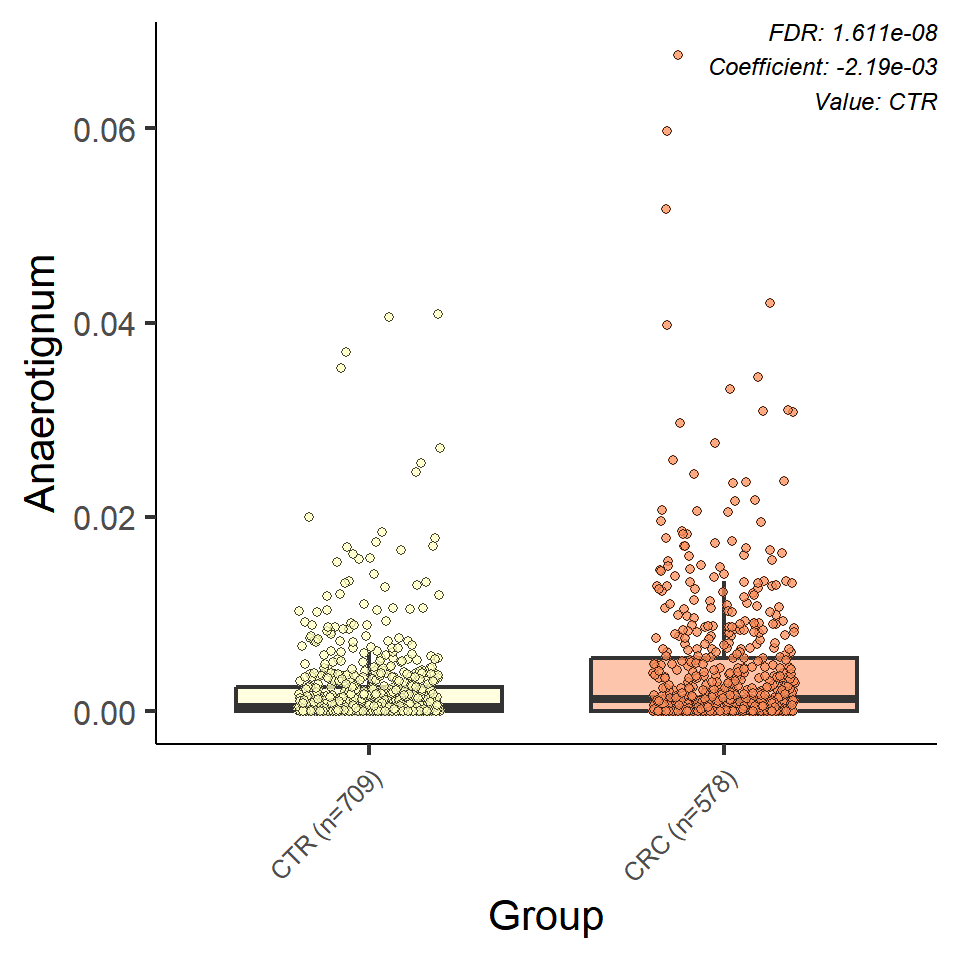 FDR: 1.611e-08
Coefficient: -2.19e-03
Value: CTR
Anaerotignum
0.06
0.04
0.02
0.00
CTR (n=709)
CRC (n=578)
Group